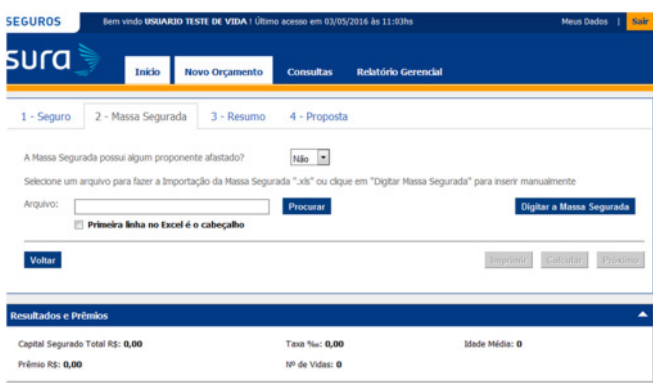 SEGUROS
Bem vindo USUARIO TESTE DE VIDA ! Último acesso em 03/05/2016 às 11:03hs
Meus Dados | Sair
sura
Início Novo Orçamento Consultas Relatório Gerencial
1 - Seguro 2 - Massa Segurada 3 - Resumo 4 - Proposta
A Massa Segurada possui algum proponente afastado? Não
Selecione um arquivo para fazer a Importação da Massa Segurada ".xls" ou clique em "Digitar Massa Segurada" para inserir manualmente
Arquivo: Procurar Digitar a Massa Segurada
Primeira linha no Excel é o cabeçalho
Voltar Imprimir Calcular Próximo
Resultados e Prêmios
Capital Segurado Total R$: 0,00 Taxa ‰: 0,00 Idade Média: 0
Prêmio R$: 0,00 Nº de Vidas: 0